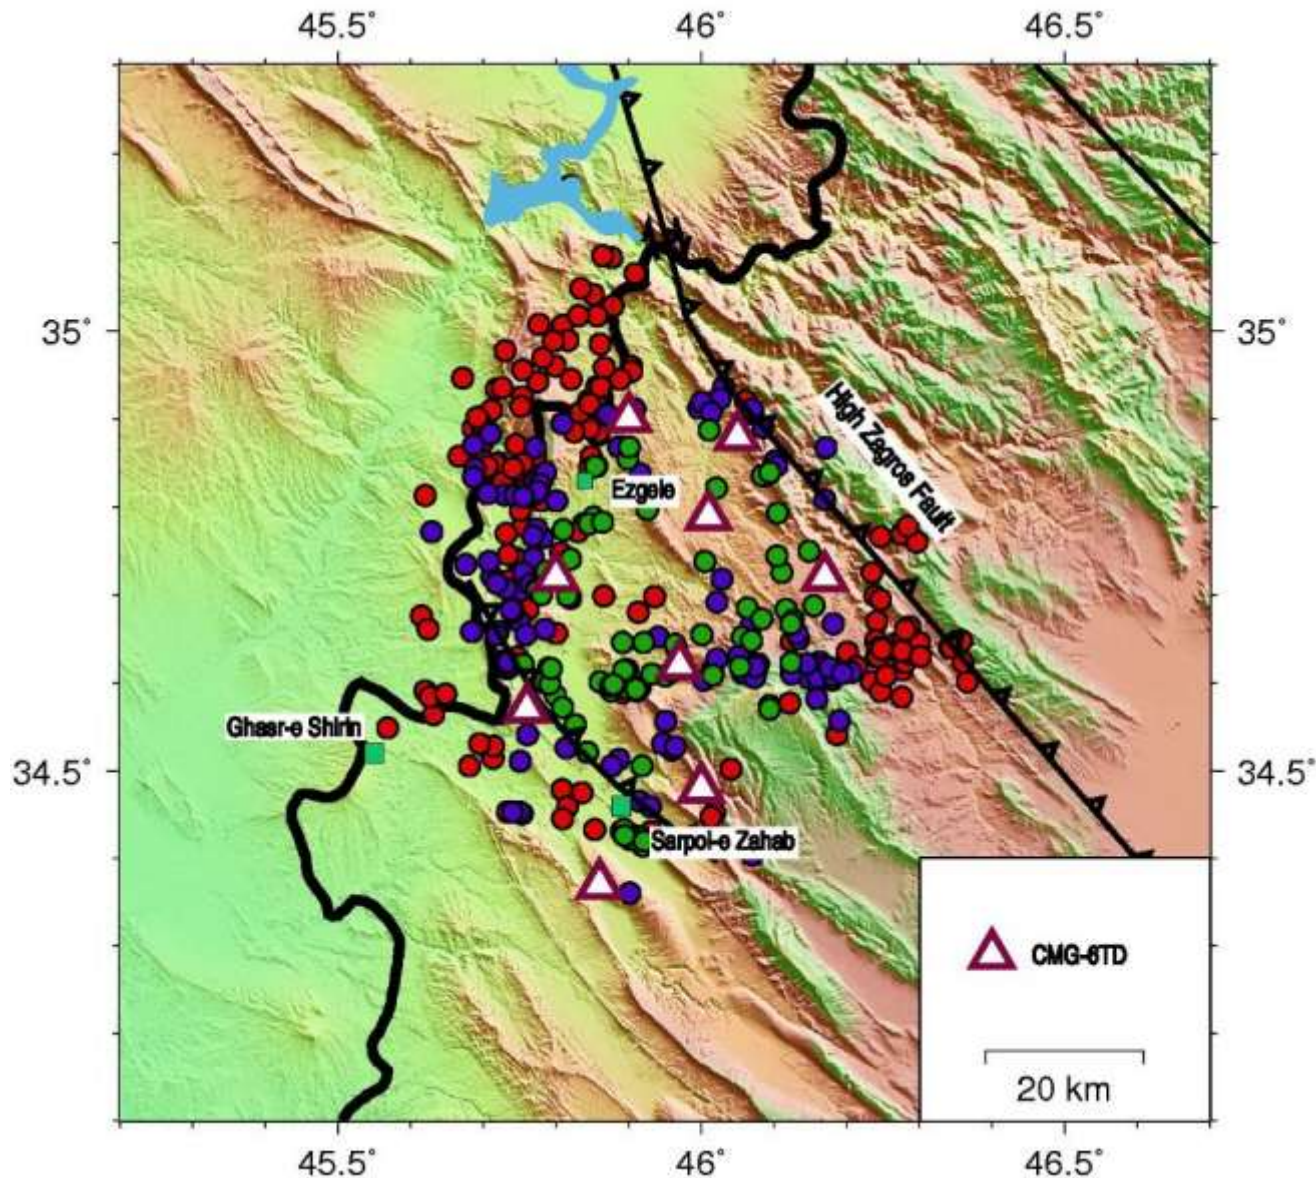 45.5° 46° 46.5°
35° 35°
High Zagros Fault
Ezgele
Ghasr-e Shirin
34.5° 34.5°
Sarpol-e Zahab
CMG-6TD
20 km
45.5° 46° 46.5°